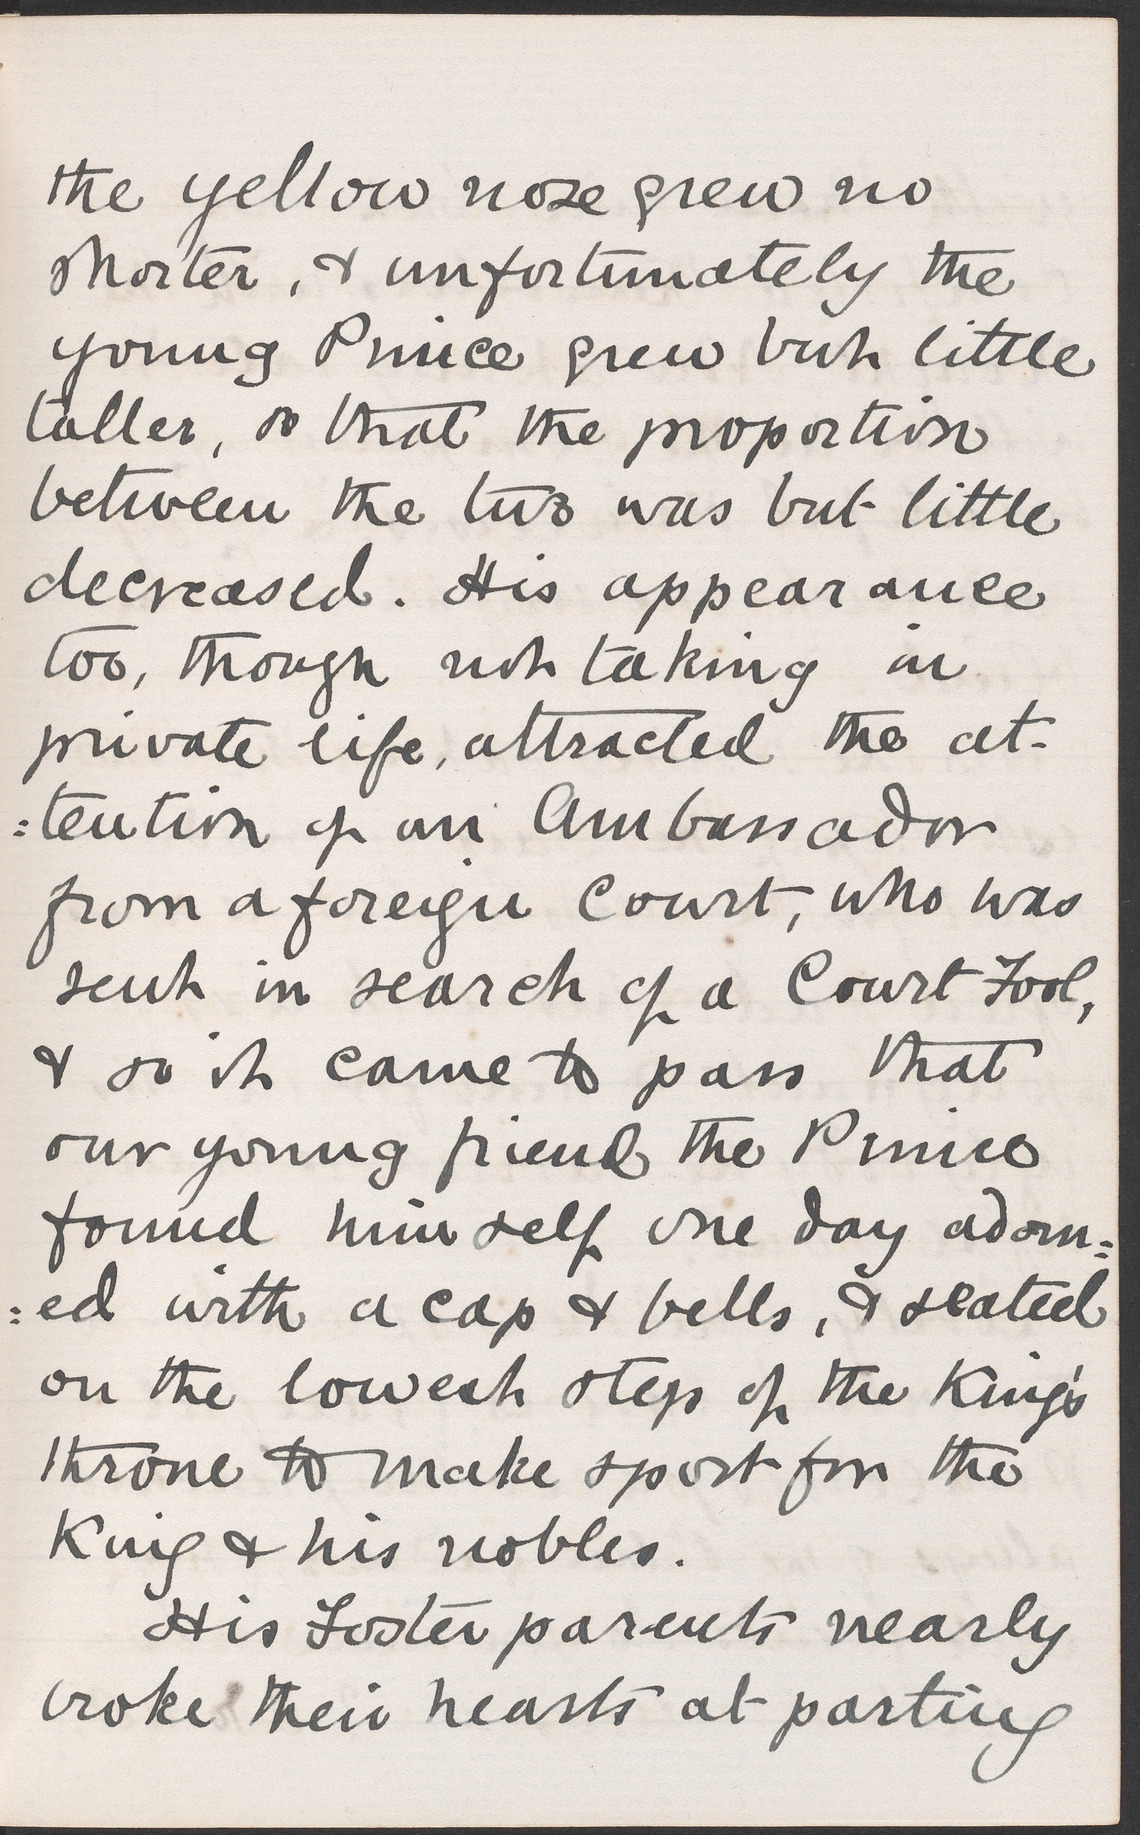 the yellow nose grew no
shorter, & unfortunately the
young Prince grew but little
taller, so that the proportion
between the two was but little
decreased. His appearance
too, though not taking in
private life, attracted the at-
:tention of an Ambassador
from a foreign Court, who was
sent in search of a Court Fool,
& so it came to pass that
our young friend the Prince
found himself one day adorn:
:ed with a cap & bells, & seated
on the lowest step of the King's
throne to make sport for the
King & his nobles.
His Foster parents nearly
broke their hearts at parting